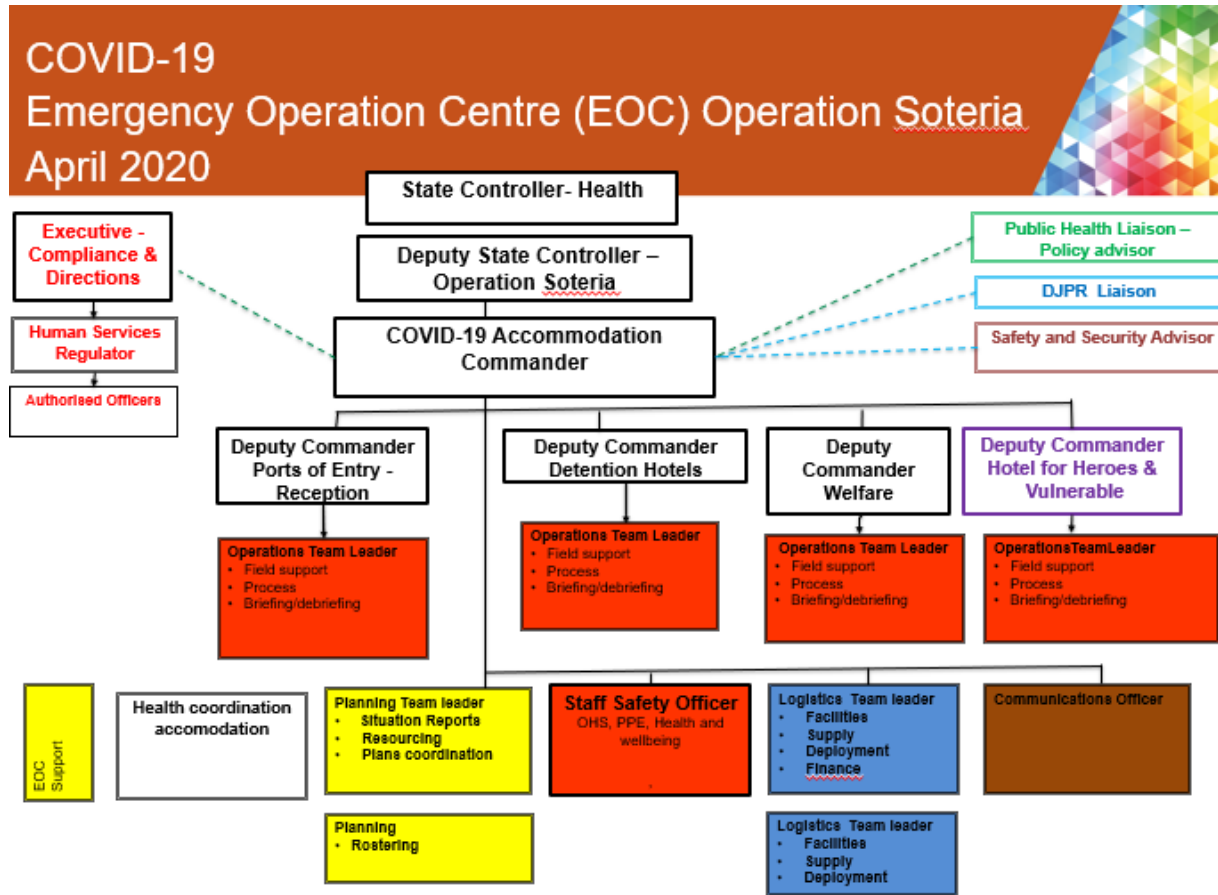 COVID-19
Emergency Operation Centre (EOC) Operation Soteria
April 2020
State Controller- Health
Executive -
Compliance &
Directions
Deputy State Controller –
Operation Soteria
Public Health Liaison –
Policy advisor
DJPR Liaison
Human Services
Regulator
COVID-19 Accommodation
Commander
Safety and Security Advisor
Authorised Officers
Deputy Commander
Ports of Entry -
Reception
Deputy Commander
Detention Hotels
Deputy
Commander
Welfare
Deputy Commander
Hotel for Heroes &
Vulnerable
Operations Team Leader
• Field support
• Process
• Briefing/debriefing
Operations Team Leader
• Field support
• Process
• Briefing/debriefing
Operations Team Leader
• Field support
• Process
• Briefing/debriefing
OperationsTeamLeader
• Field support
• Process
• Briefing/debriefing
EOC
Support
Health coordination
accomodation
Planning Team leader
• Situation Reports
• Resourcing
• Plans coordination
Staff Safety Officer
OHS, PPE, Health and
wellbeing
.
Logistics Team leader
• Facilities
• Supply
• Deployment
• Finance
Communications Officer
Planning
• Rostering
Logistics Team leader
• Facilities
• Supply
• Deployment